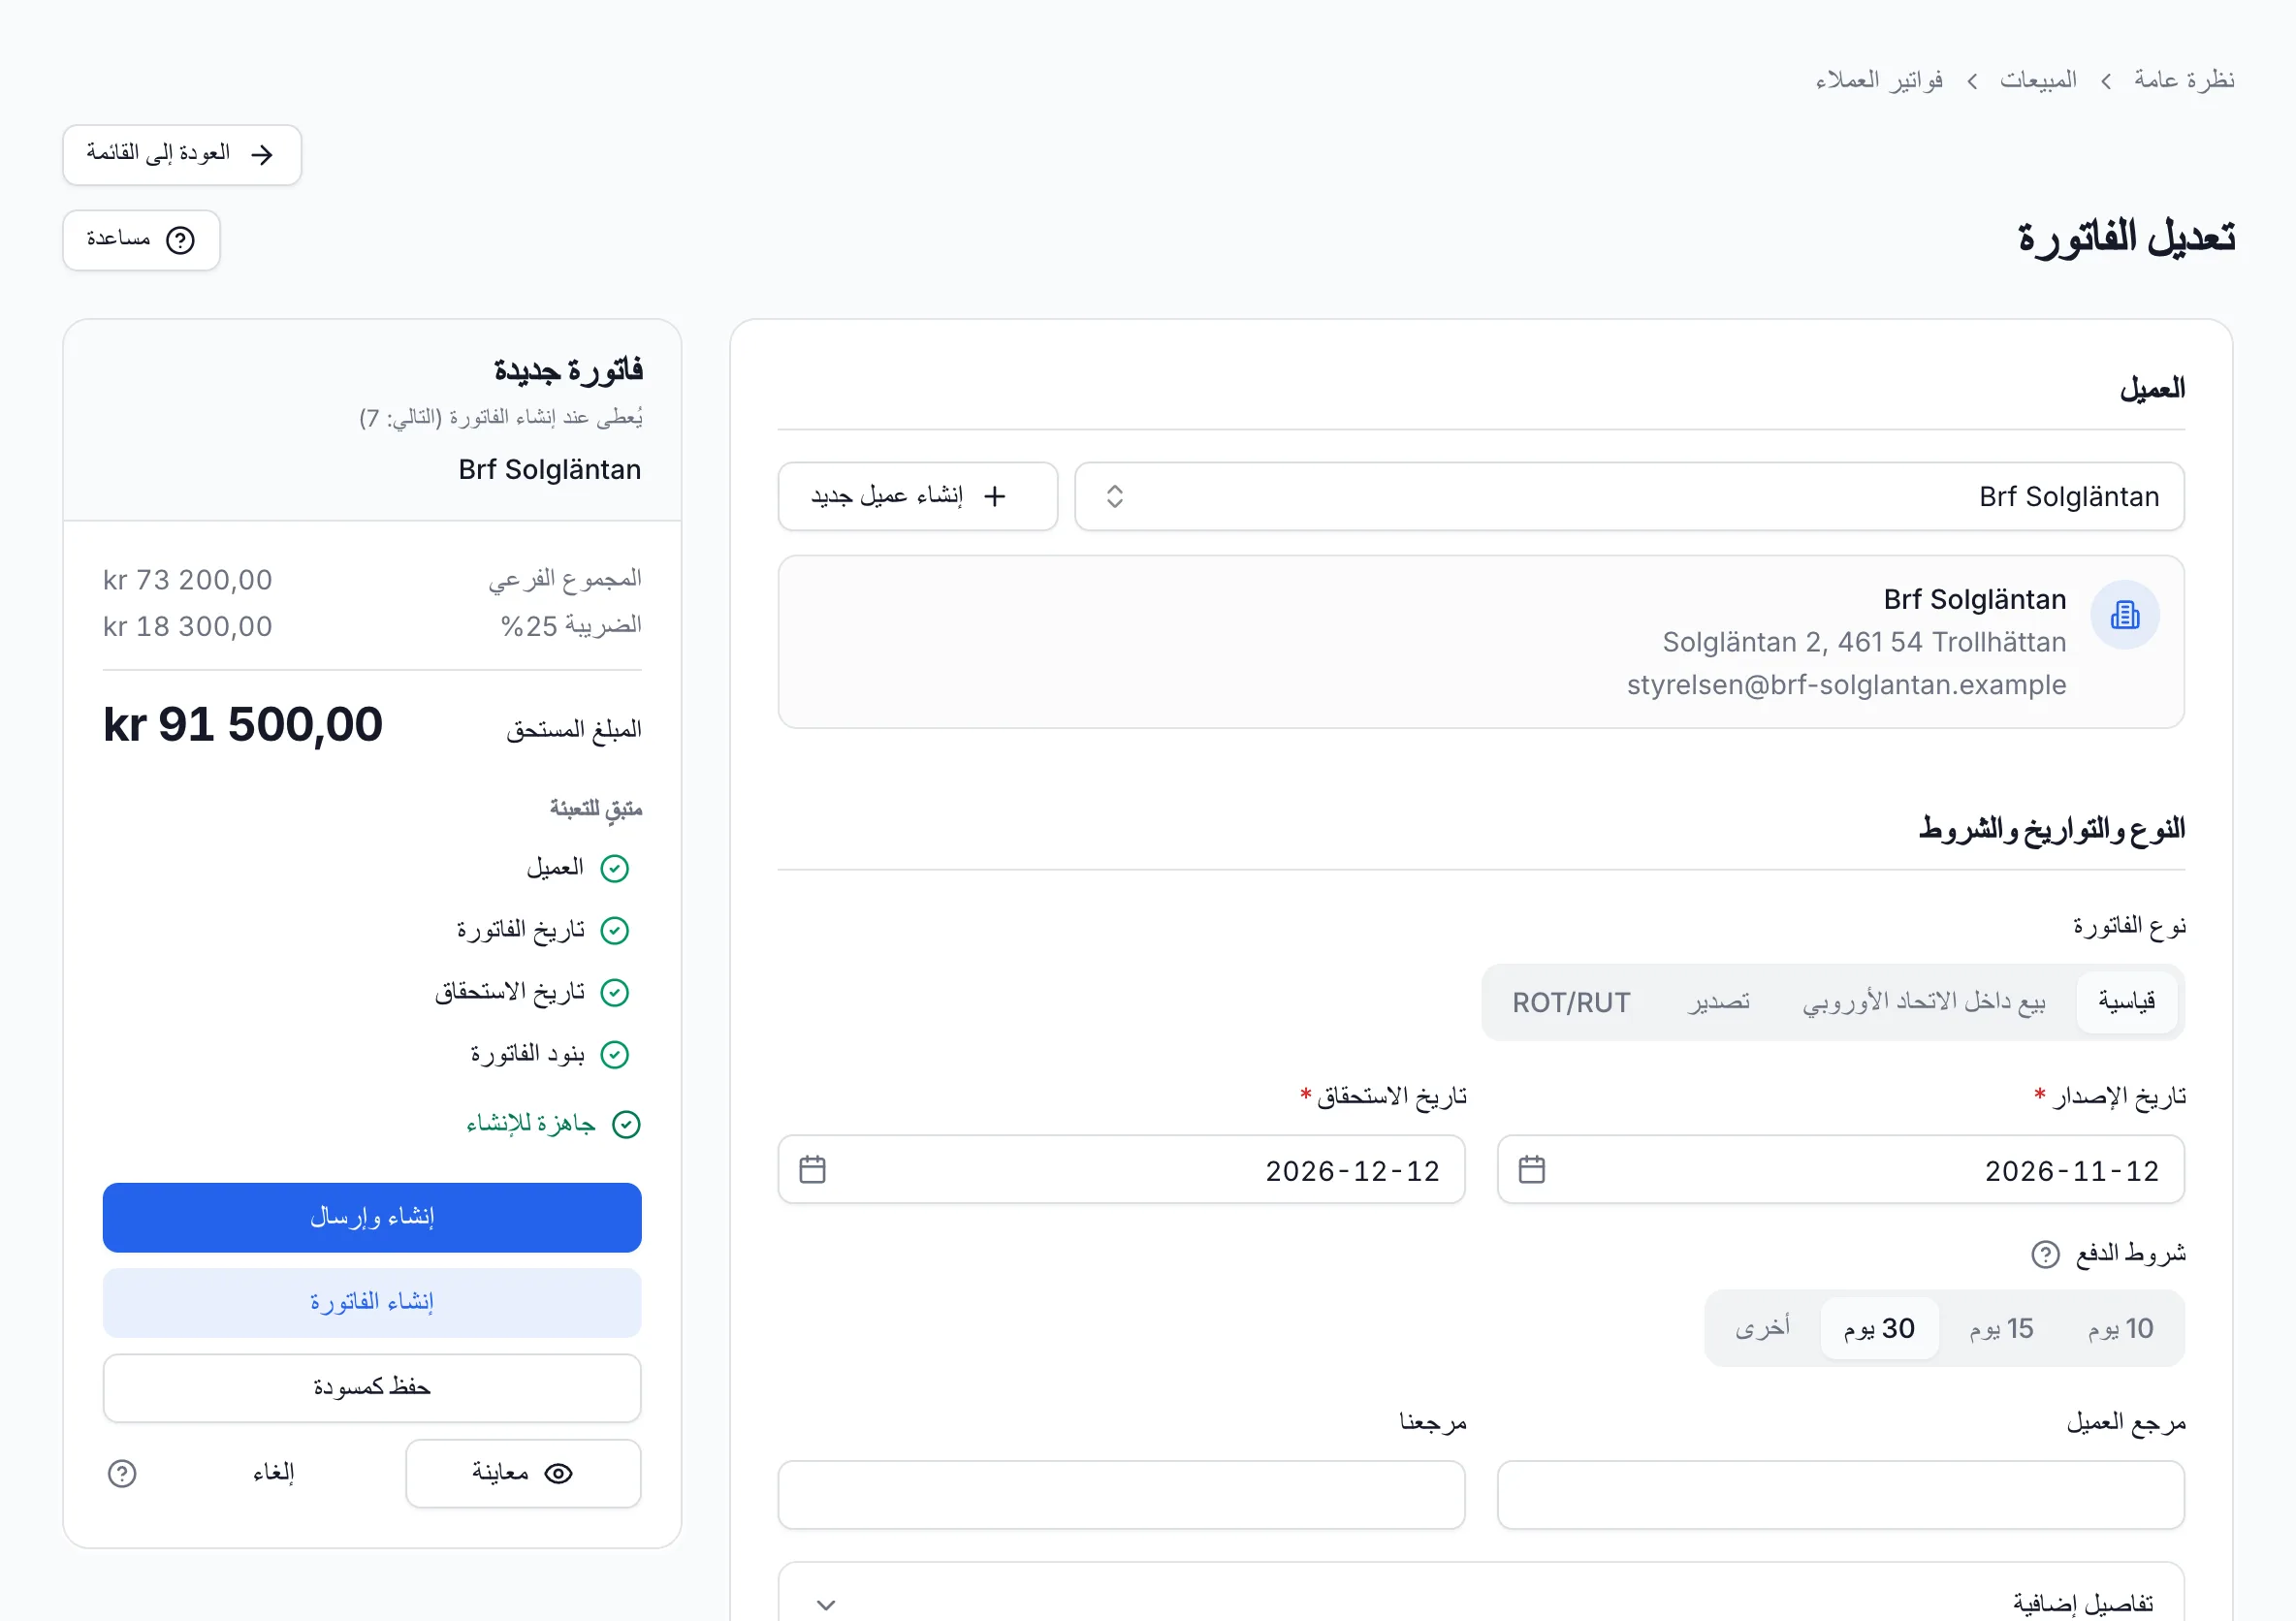 نظرة عامة
المبيعات
فواتير العملاء
العودة إلى القائمة
تعديل الفاتورة
مساعدة
العميل
Brf Solgläntan
إنشاء عميل جديد
Brf Solgläntan
Solgläntan 2, 461 54 Trollhättan
styrelsen@brf-solglantan.example
النوع والتواريخ والشروط
نوع الفاتورة
قياسية
بيع داخل الاتحاد الأوروبي
تصدير
ROT/RUT
تاريخ الإصدار *
2026-11-12
تاريخ الاستحقاق *
2026-12-12
شروط الدفع
10 يوم
15 يوم
30 يوم
أخرى
مرجع العميل
مرجعنا
تفاصيل إضافية
فاتورة جديدة
يُعطى عند إنشاء الفاتورة (التالي: 7)
Brf Solgläntan
المجموع الفرعي
kr 73 200,00
الضريبة 25%
kr 18 300,00
المبلغ المستحق
kr 91 500,00
متبقٍ للتعبئة
العميل
تاريخ الفاتورة
تاريخ الاستحقاق
بنود الفاتورة
جاهزة للإنشاء
إنشاء وإرسال
إنشاء الفاتورة
حفظ كمسودة
معاينة
إلغاء